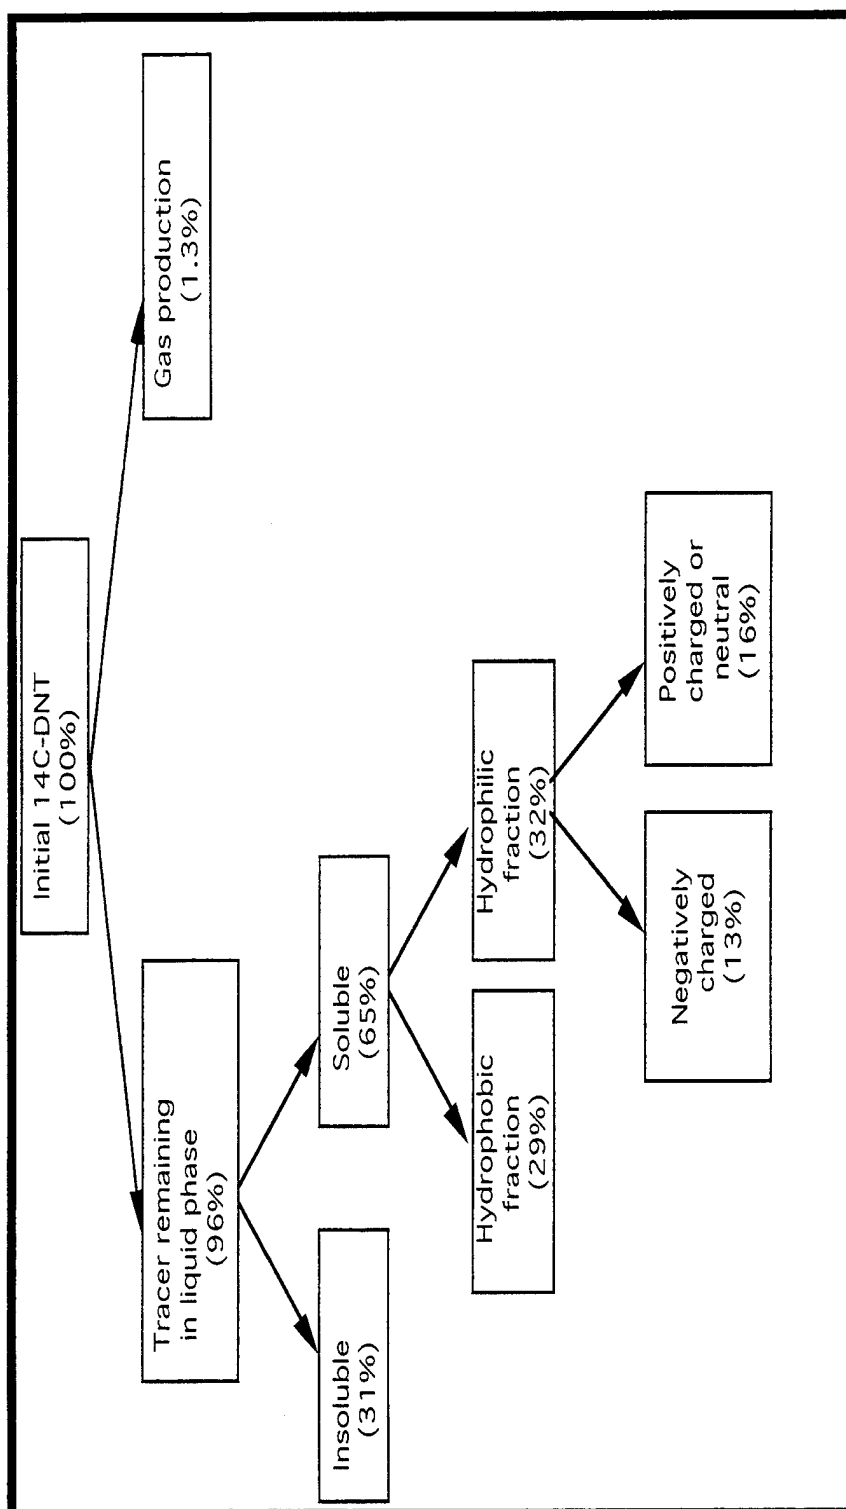 Initial 14C-DNT
(100%)
Tracer remaining
in liquid phase
(96%)
Gas production
(1.3%)
Insoluble
(31%)
Soluble
(65%)
Hydrophobic
fraction
(29%)
Hydrophilic
fraction
(32%)
Negatively
charged
(13%)
Positively
charged or
neutral
(16%)